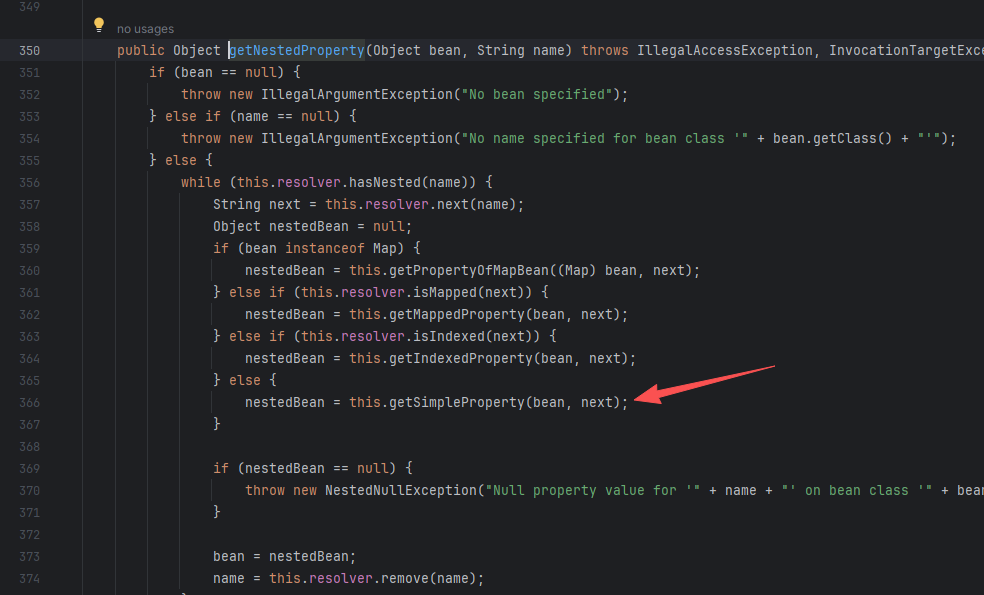 349
no usages
350 public Object getNestedProperty(Object bean, String name) throws IllegalAccessException, InvocationTargetExce
351 if (bean == null) {
352 throw new IllegalArgumentException("No bean specified");
353 } else if (name == null) {
354 throw new IllegalArgumentException("No name specified for bean class '" + bean.getClass() + "'");
355 } else {
356 while (this.resolver.hasNested(name)) {
357 String next = this.resolver.next(name);
358 Object nestedBean = null;
359 if (bean instanceof Map) {
360 nestedBean = this.getPropertyOfMapBean((Map) bean, next);
361 } else if (this.resolver.isMapped(next)) {
362 nestedBean = this.getMappedProperty(bean, next);
363 } else if (this.resolver.isIndexed(next)) {
364 nestedBean = this.getIndexedProperty(bean, next);
365 } else {
366 nestedBean = this.getSimpleProperty(bean, next);
367 }
368
369 if (nestedBean == null) {
370 throw new NestedNullException("Null property value for '" + name + "' on bean class '" + bean
371 }
372
373 bean = nestedBean;
374 name = this.resolver.remove(name);